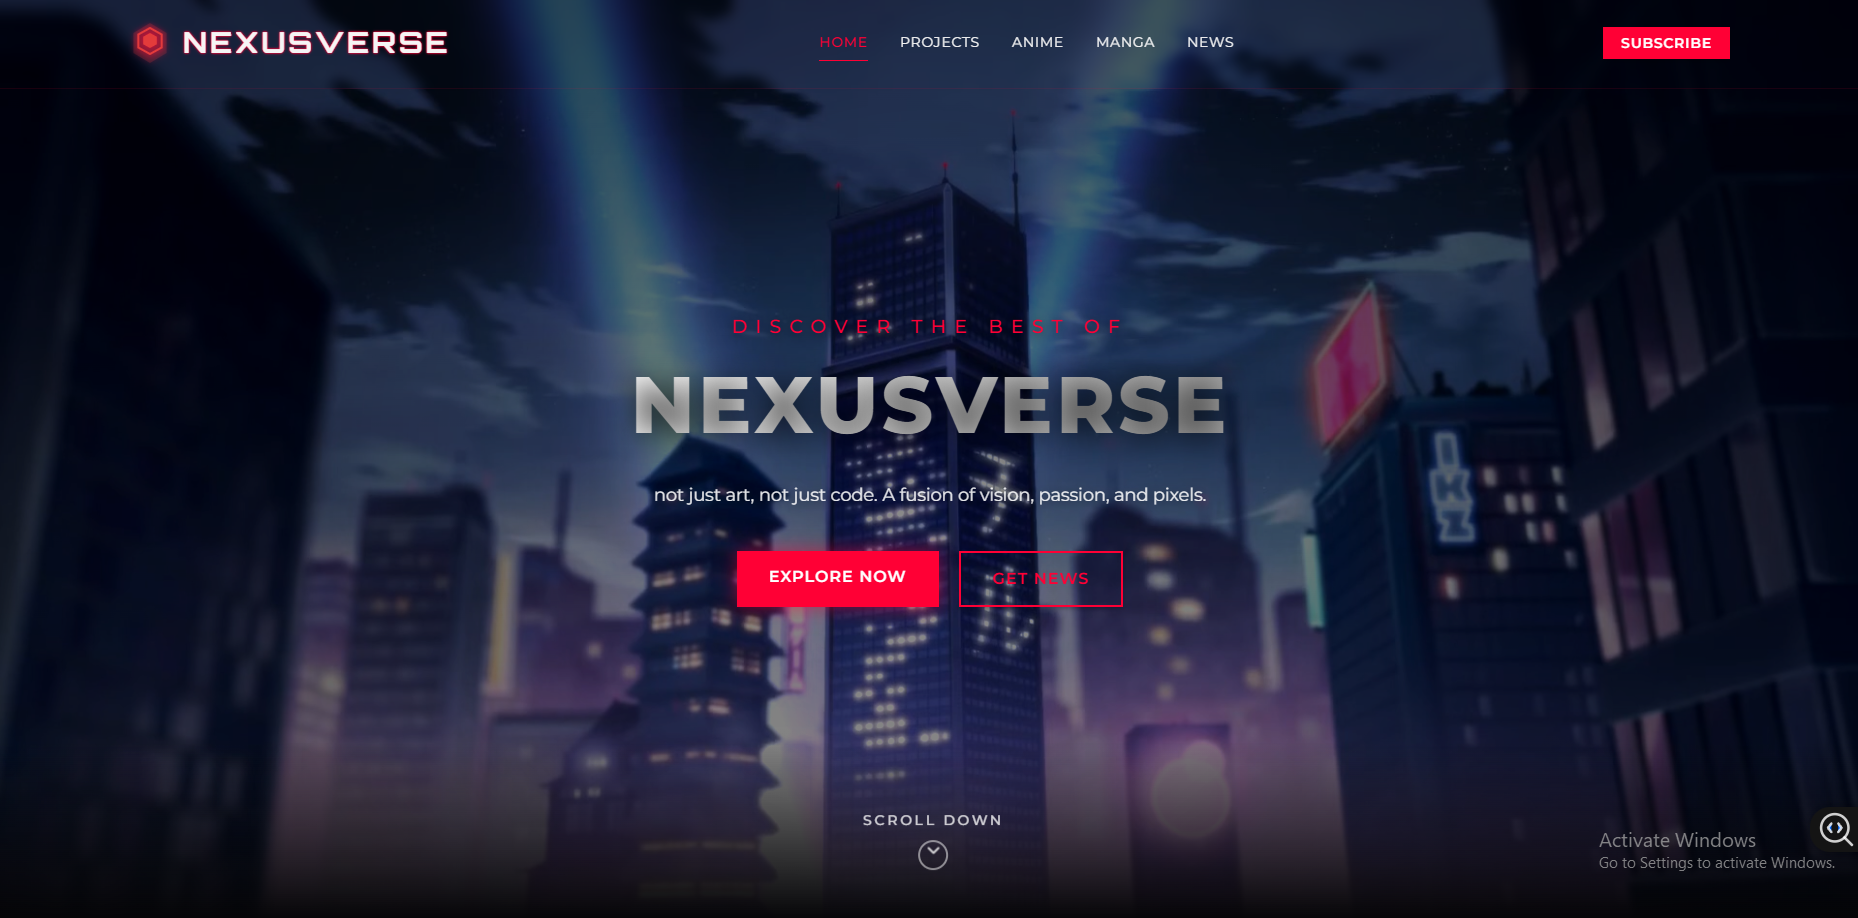 NEXUSVERSE
HOME PROJECTS ANIME MANGA NEWS
SUBSCRIBE
DISCOVER THE BEST OF
NEXUSVERSE
not just art, not just code. A fusion of vision, passion, and pixels.
EXPLORE NOW
GET NEWS
SCROLL DOWN
Activate Windows
Go to Settings to activate Windows.